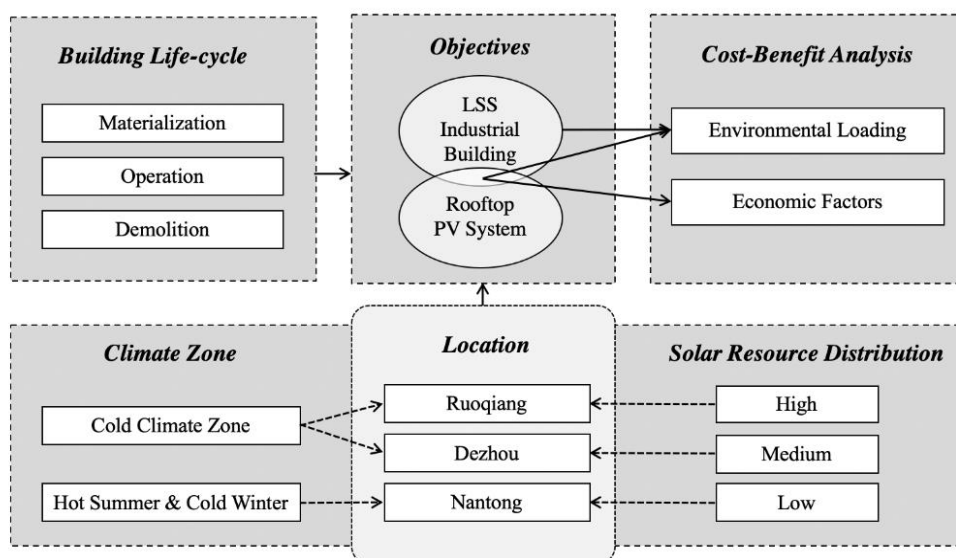 Building Life-cycle
Materialization
Operation
Demolition
Objectives
LSS
Industrial
Building
Rooftop
PV System
Cost-Benefit Analysis
Environmental Loading
Economic Factors
Climate Zone
Cold Climate Zone
Hot Summer & Cold Winter
Location
Ruoqiang
Dezhou
Nantong
Solar Resource Distribution
High
Medium
Low